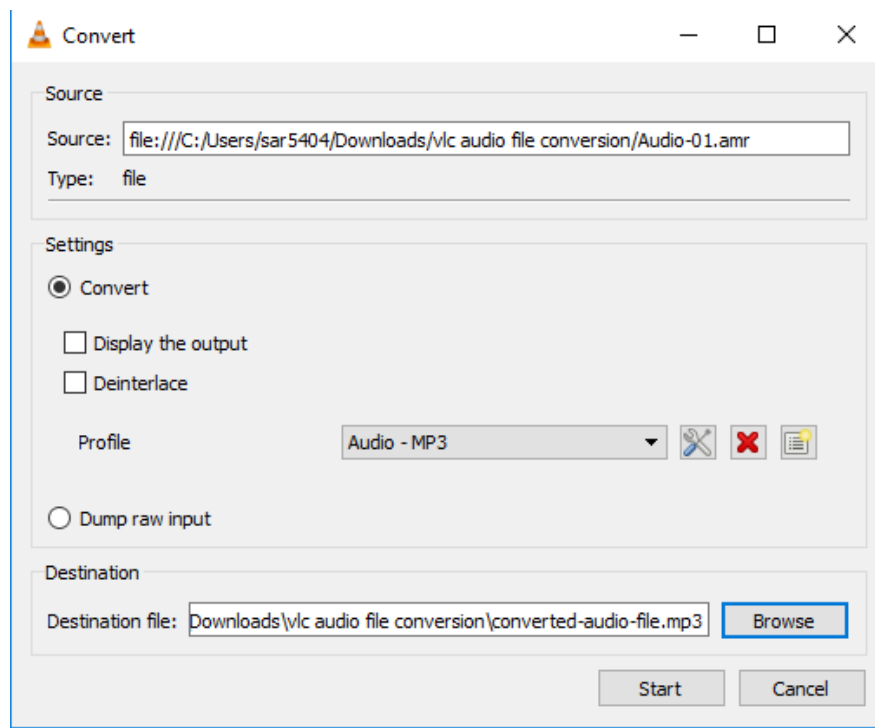 Convert
Source
Source: file:///C:/Users/sar5404/Downloads/vlc audio file conversion/Audio-01.amr
Type: file
Settings
Convert
Display the output
Deinterlace
Profile Audio - MP3
Dump raw input
Destination
Destination file: Downloads\vlc audio file conversion\converted-audio-file.mp3 Browse
Start Cancel